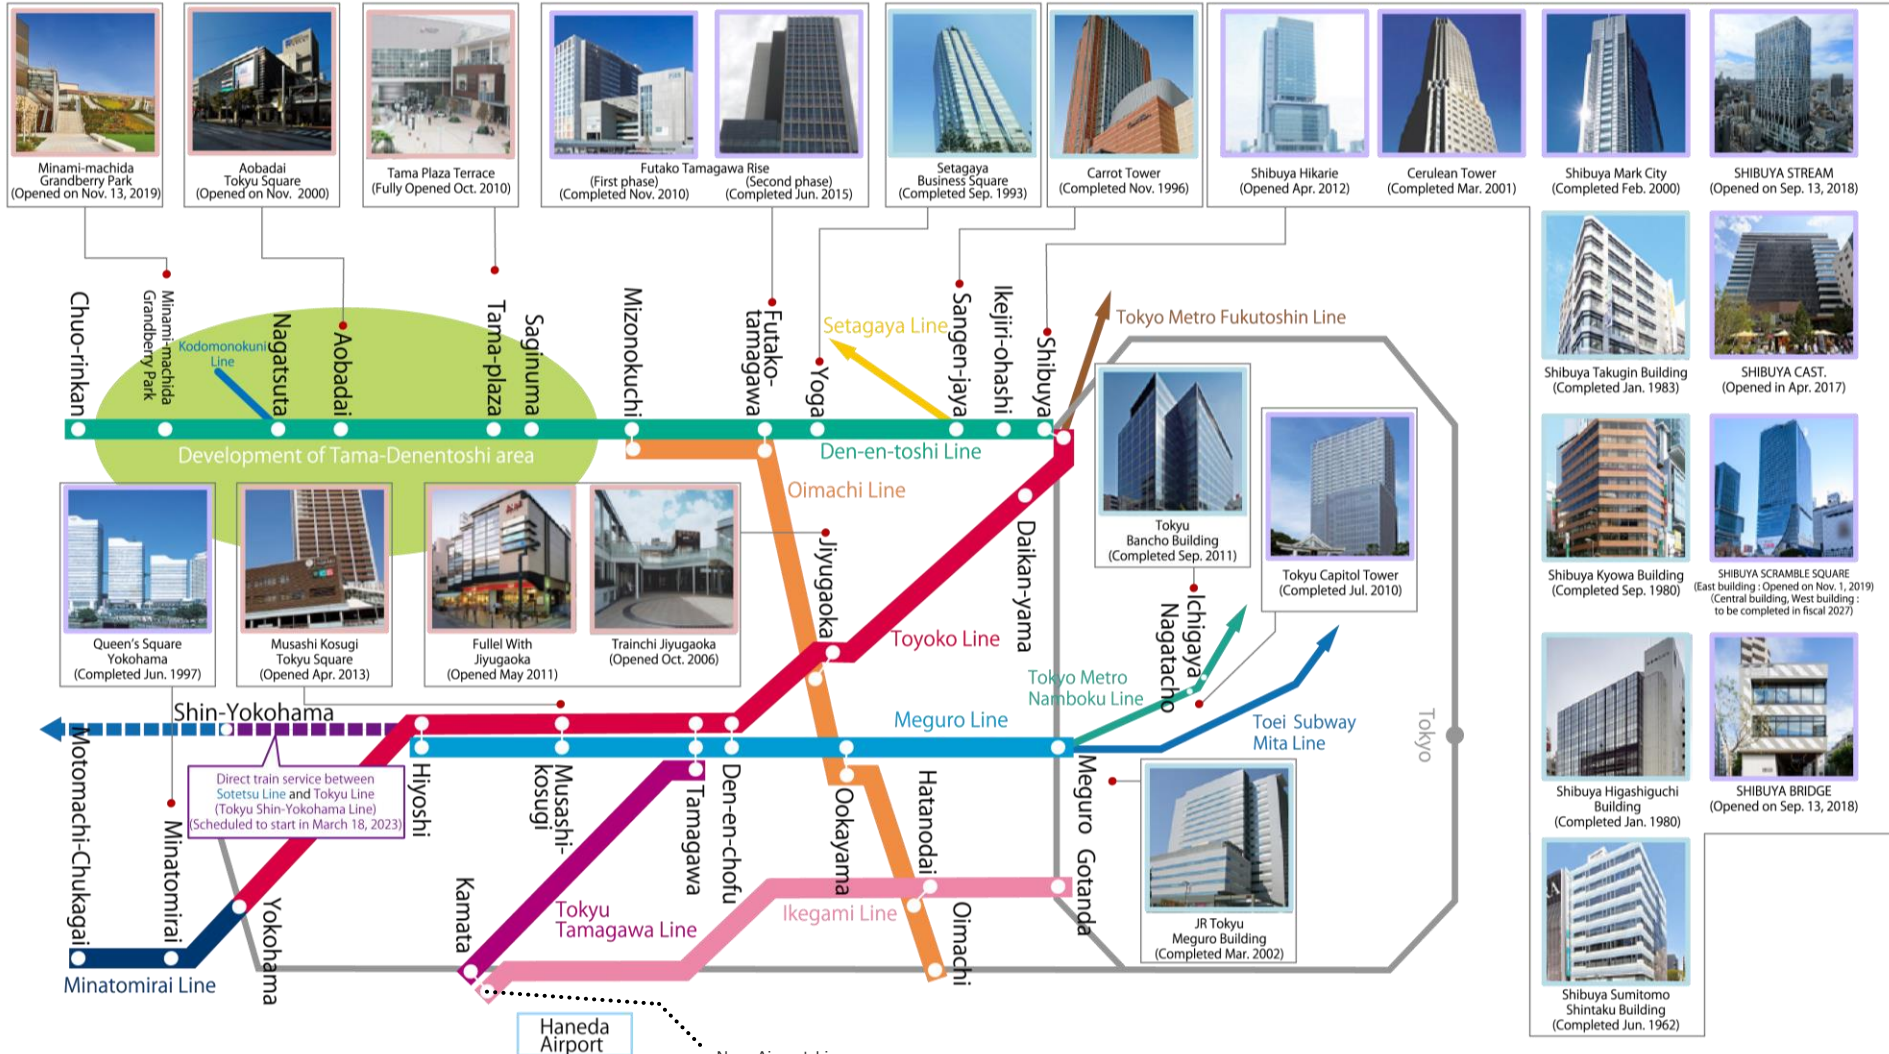 Minami-machida
Grandberry Park
(Opened on Nov. 13, 2019)
Aobadai
Tokyu Square
(Opened on Nov. 2000)
Tama Plaza Terrace
(Fully Opened Oct. 2010)
Futako Tamagawa Rise
(First phase)
(Completed Nov. 2010)
(Second phase)
(Completed Jun. 2015)
Setagaya
Business Square
(Completed Sep. 1993)
Carrot Tower
(Completed Nov. 1996)
Shibuya Hikarie
(Opened Apr. 2012)
Cerulean Tower
(Completed Mar. 2001)
Shibuya Mark City
(Completed Feb. 2000)
SHIBUYA STREAM
(Opened on Sep. 13, 2018)
Shibuya Takugin Building
(Completed Jan. 1983)
SHIBUYA CAST.
(Opened in Apr. 2017)
Shibuya Kyowa Building
(Completed Sep. 1980)
SHIBUYA SCRAMBLE SQUARE
(East building : Opened on Nov. 1, 2019)
(Central building, West building :
to be completed in fiscal 2027)
Shibuya Higashiguchi
Building
(Completed Jan. 1980)
SHIBUYA BRIDGE
(Opened on Sep. 13, 2018)
Shibuya Sumitomo
Shintaku Building
(Completed Jun. 1962)
Chuo-rinkan
Minami-machida
Grandberry Park
Kodomonokuni
Line
Nagatsuta
Aobadai
Tama-plaza
Saginuma
Mizonokuchi
Futako-
tamagawa
Yoga
Setagaya Line
Sangen-jaya
Ikejiri-ohashi
Shibuya
Tokyo Metro Fukutoshin Line
Development of Tama-Denentoshi area
Den-en-toshi Line
Oimachi Line
Queen's Square
Yokohama
(Completed Jun. 1997)
Musashi Kosugi
Tokyu Square
(Opened Apr. 2013)
Fullel With
Jiyugaoka
(Opened May 2011)
Trainchi Jiyugaoka
(Opened Oct. 2006)
Jiyugaoka
Daikan-yama
Tokyu
Bancho Building
(Completed Sep. 2011)
Tokyu Capitol Tower
(Completed Jul. 2010)
Ichigaya
Nagatacho
Toyoko Line
Tokyo Metro
Namboku Line
Meguro Line
Toei Subway
Mita Line
Tokyo
Shin-Yokohama
Direct train service between
Sotetsu Line and Tokyu Line
(Tokyu Shin-Yokohama Line)
(Scheduled to start in March 18, 2023)
Motomachi-Chukagai
Minatomirai
Yokohama
Minatomirai Line
Hiyoshi
Musashi-
kosugi
Tamagawa
Den-en-chofu
Ookayama
Hatanodai
Oimachi
Meguro
Gotanda
Kamata
Tokyu
Tamagawa Line
Ikegami Line
JR Tokyu
Meguro Building
(Completed Mar. 2002)
Haneda
Airport